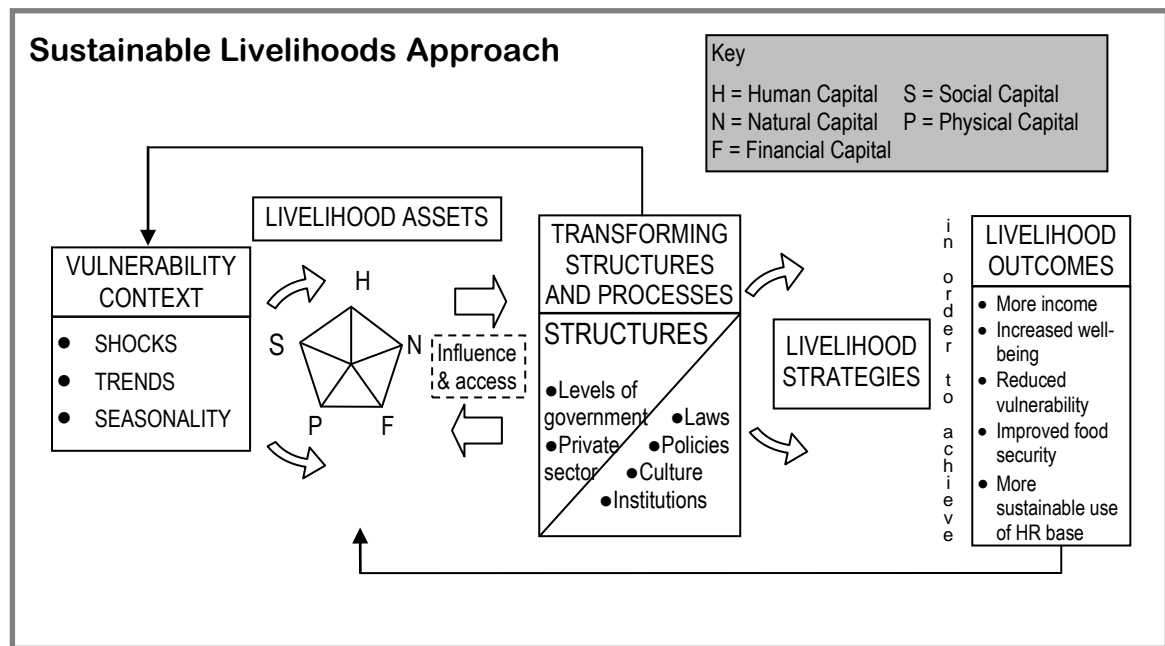 Sustainable Livelihoods Approach
Key
H = Human Capital S = Social Capital
N = Natural Capital P = Physical Capital
F = Financial Capital
LIVELIHOOD ASSETS
VULNERABILITY
CONTEXT
● SHOCKS
● TRENDS
● SEASONALITY
H
S
N
P
F
Influence
& access
TRANSFORMING
STRUCTURES
AND PROCESSES
STRUCTURES
●Levels of
government
●Private
sector
●Laws
●Policies
●Culture
●Institutions
LIVELIHOOD
STRATEGIES
in order to achieve
LIVELIHOOD
OUTCOMES
● More income
● Increased well-
being
● Reduced
vulnerability
● Improved food
security
● More
sustainable use
of HR base